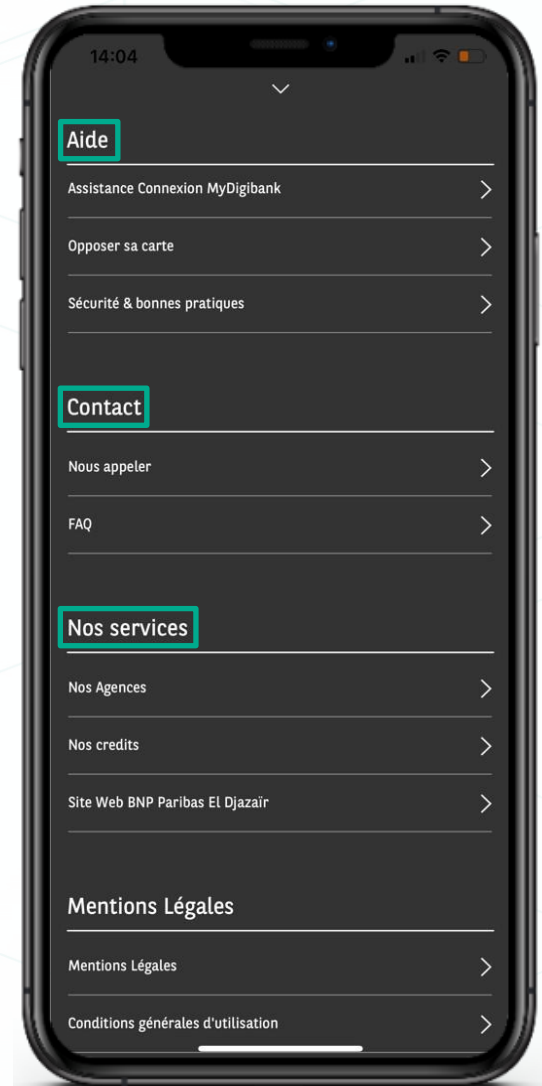 14:04
Aide
Assistance Connexion MyDigibank
Opposer sa carte
Sécurité & bonnes pratiques
Contact
Nous appeler
FAQ
Nos services
Nos Agences
Nos credits
Site Web BNP Paribas El Djazaïr
Mentions Légales
Mentions Légales
Conditions générales d'utilisation